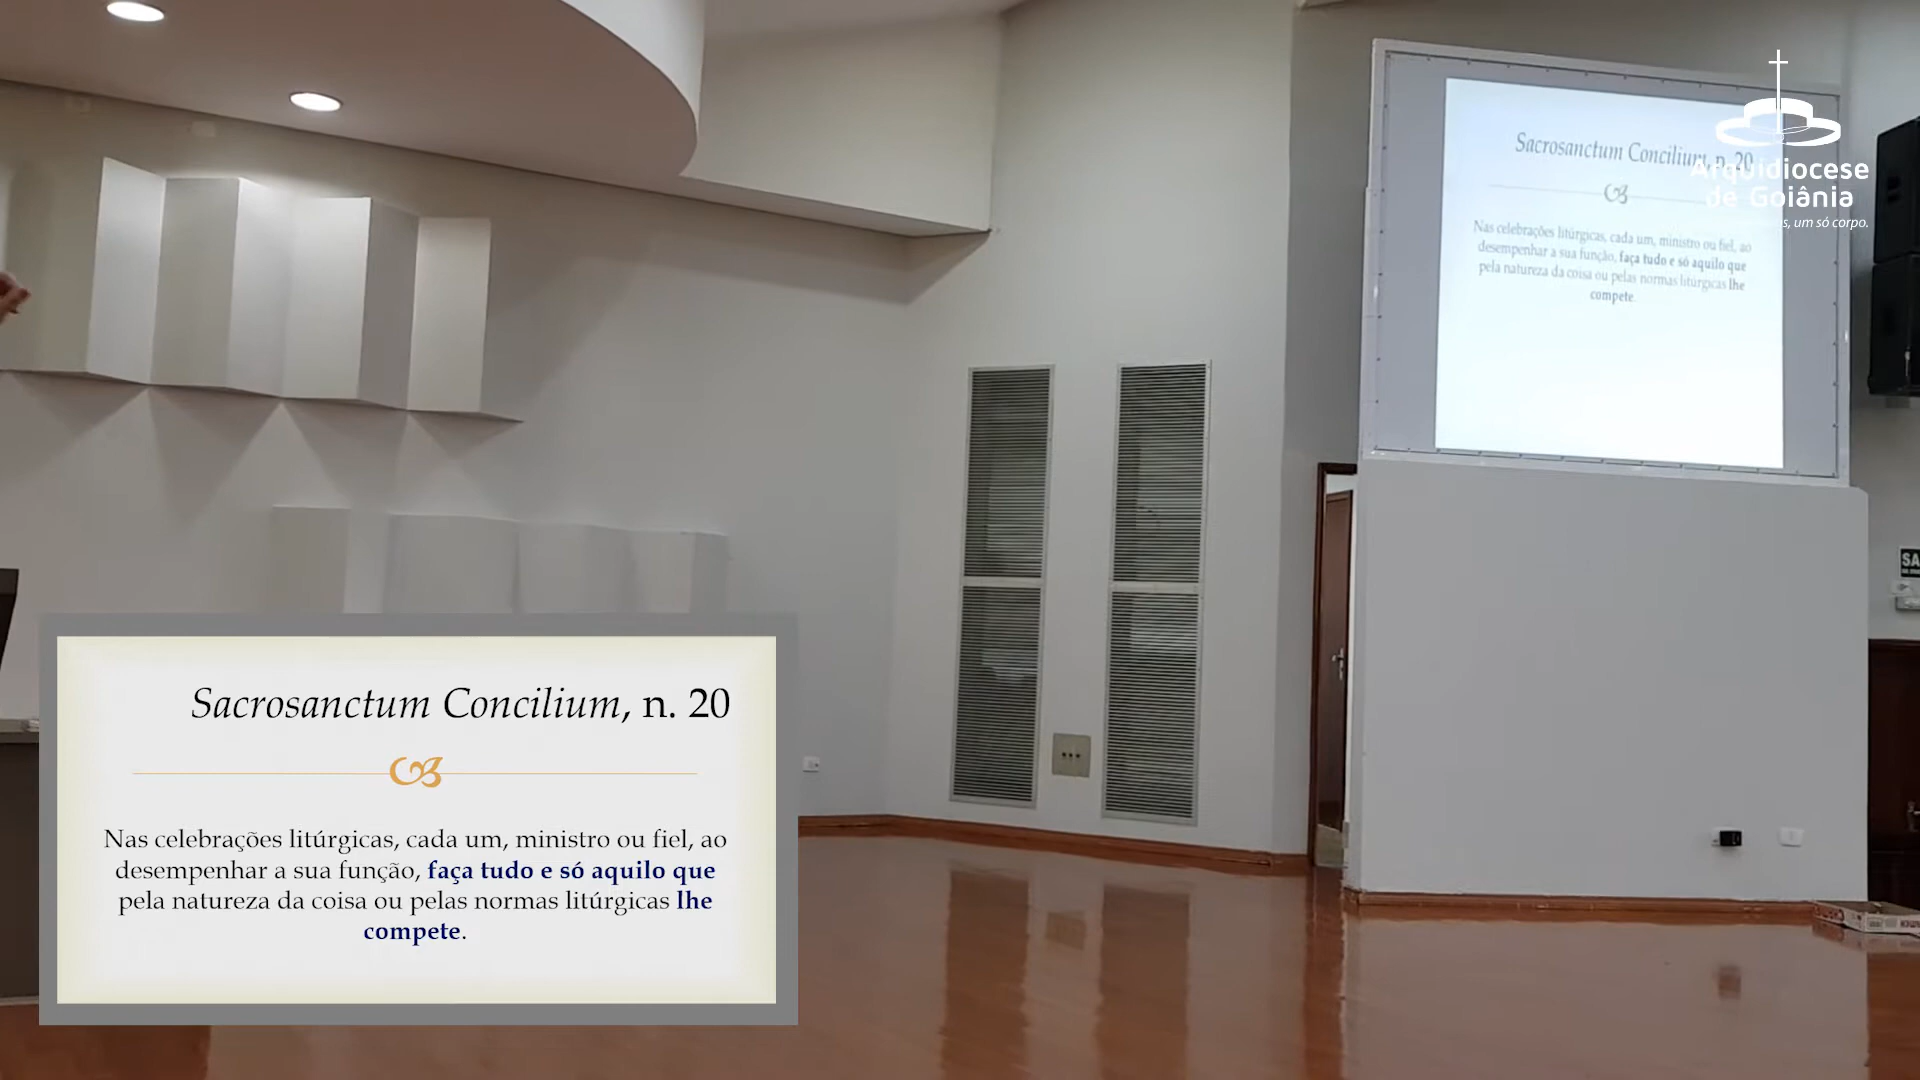 Sacrosanctum Concilium, n. 20
Nas celebrações litúrgicas, cada um, ministro ou fiel, ao
desempenhar a sua função, faça tudo e só aquilo que
pela natureza da coisa ou pelas normas litúrgicas lhe
compete.
Arquidiocese
de Goiânia
um só corpo.
SA
Sacrosanctum Concilium, n. 20
Nas celebrações litúrgicas, cada um, ministro ou fiel, ao
desempenhar a sua função, faça tudo e só aquilo que
pela natureza da coisa ou pelas normas litúrgicas lhe
compete.